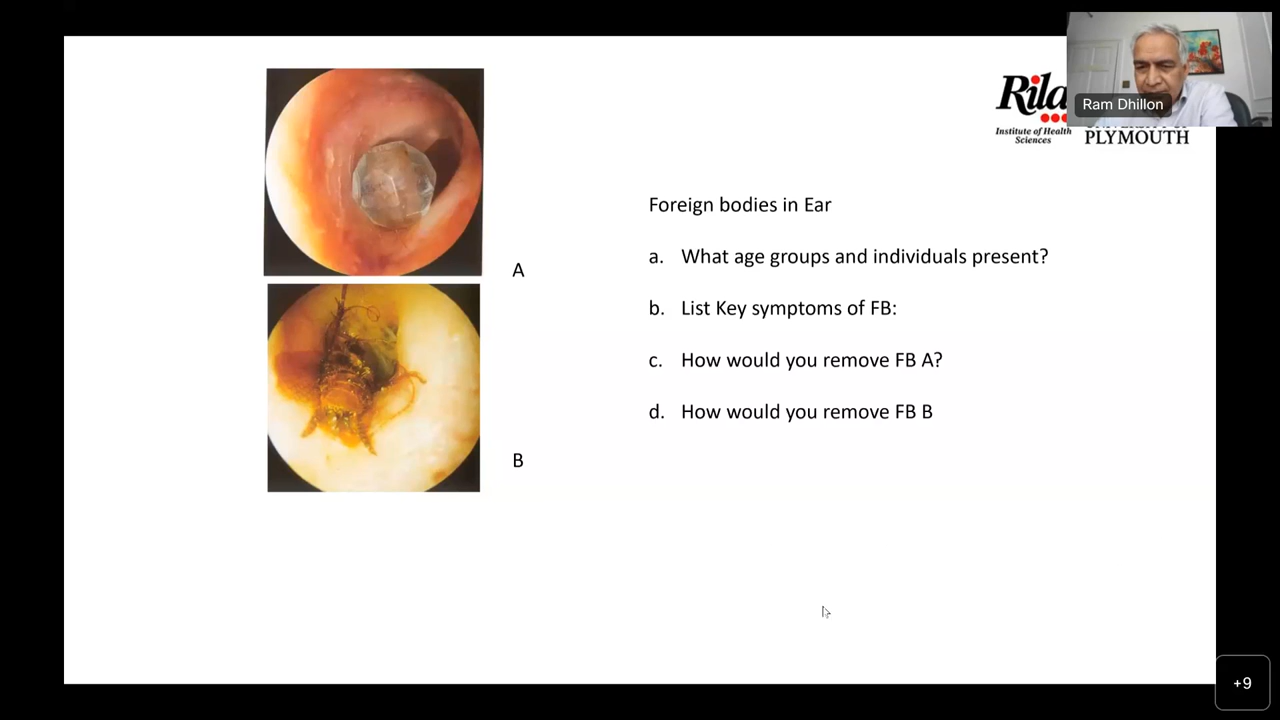 Rila
Institute of Health
Sciences
PLYMOUTH
Ram Dhillon
Foreign bodies in Ear
a. What age groups and individuals present?
b. List Key symptoms of FB:
c. How would you remove FB A?
d. How would you remove FB B
A
B
+9